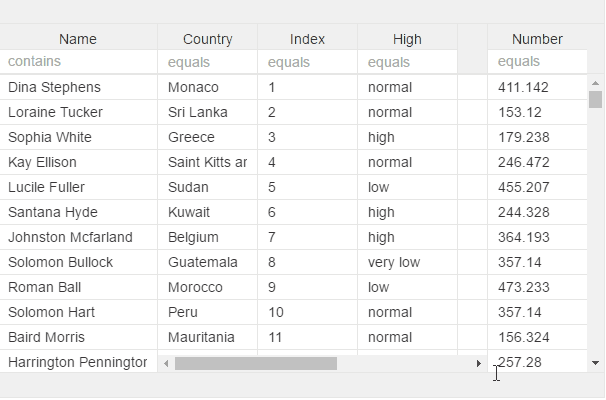 Name Country Index High Number
contains equals equals equals equals
Dina Stephens Monaco 1 normal 411.142
Loraine Tucker Sri Lanka 2 normal 153.12
Sophia White Greece 3 high 179.238
Kay Ellison Saint Kitts ar 4 normal 246.472
Lucile Fuller Sudan 5 low 455.207
Santana Hyde Kuwait 6 high 244.328
Johnston Mcfarland Belgium 7 high 364.193
Solomon Bullock Guatemala 8 very low 357.14
Roman Ball Morocco 9 low 473.233
Solomon Hart Peru 10 normal 357.14
Baird Morris Mauritania 11 normal 156.324
Harrington Pennington 257.28